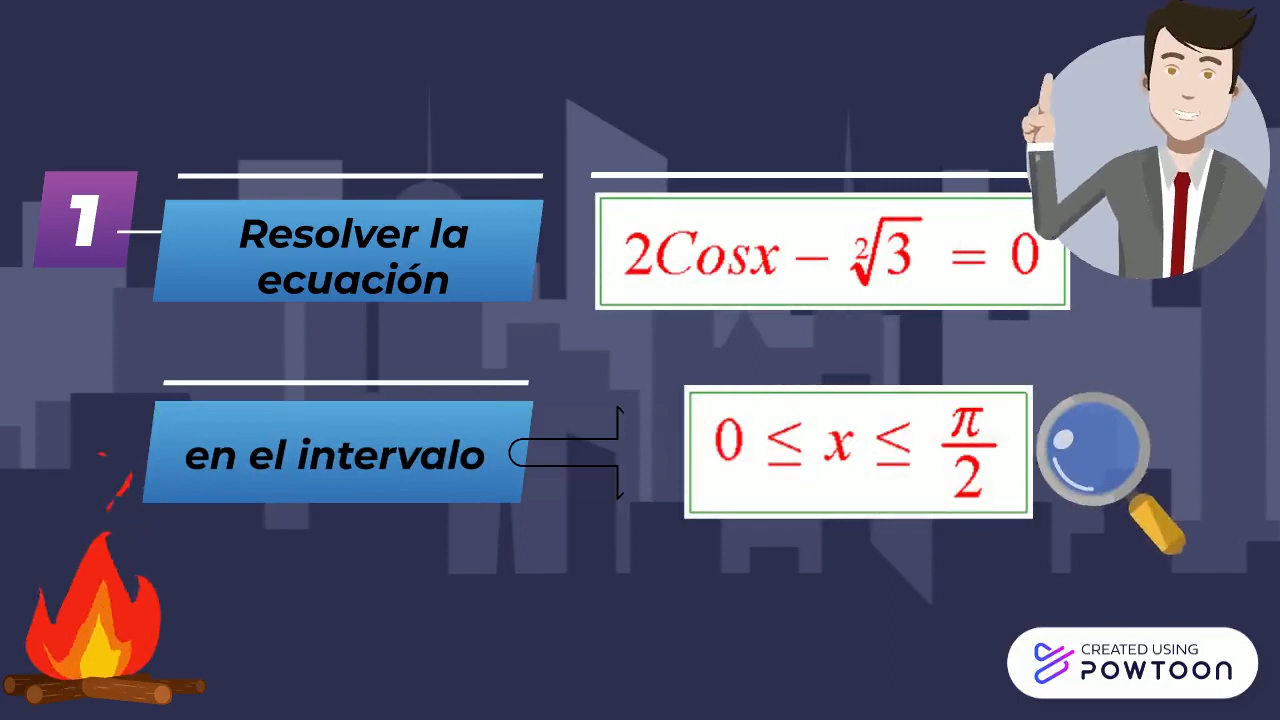 1
Resolver la
ecuación
2Cosx – ²√3 = 0
en el intervalo
0 ≤ x ≤ π/2
CREATED USING
POWTOON